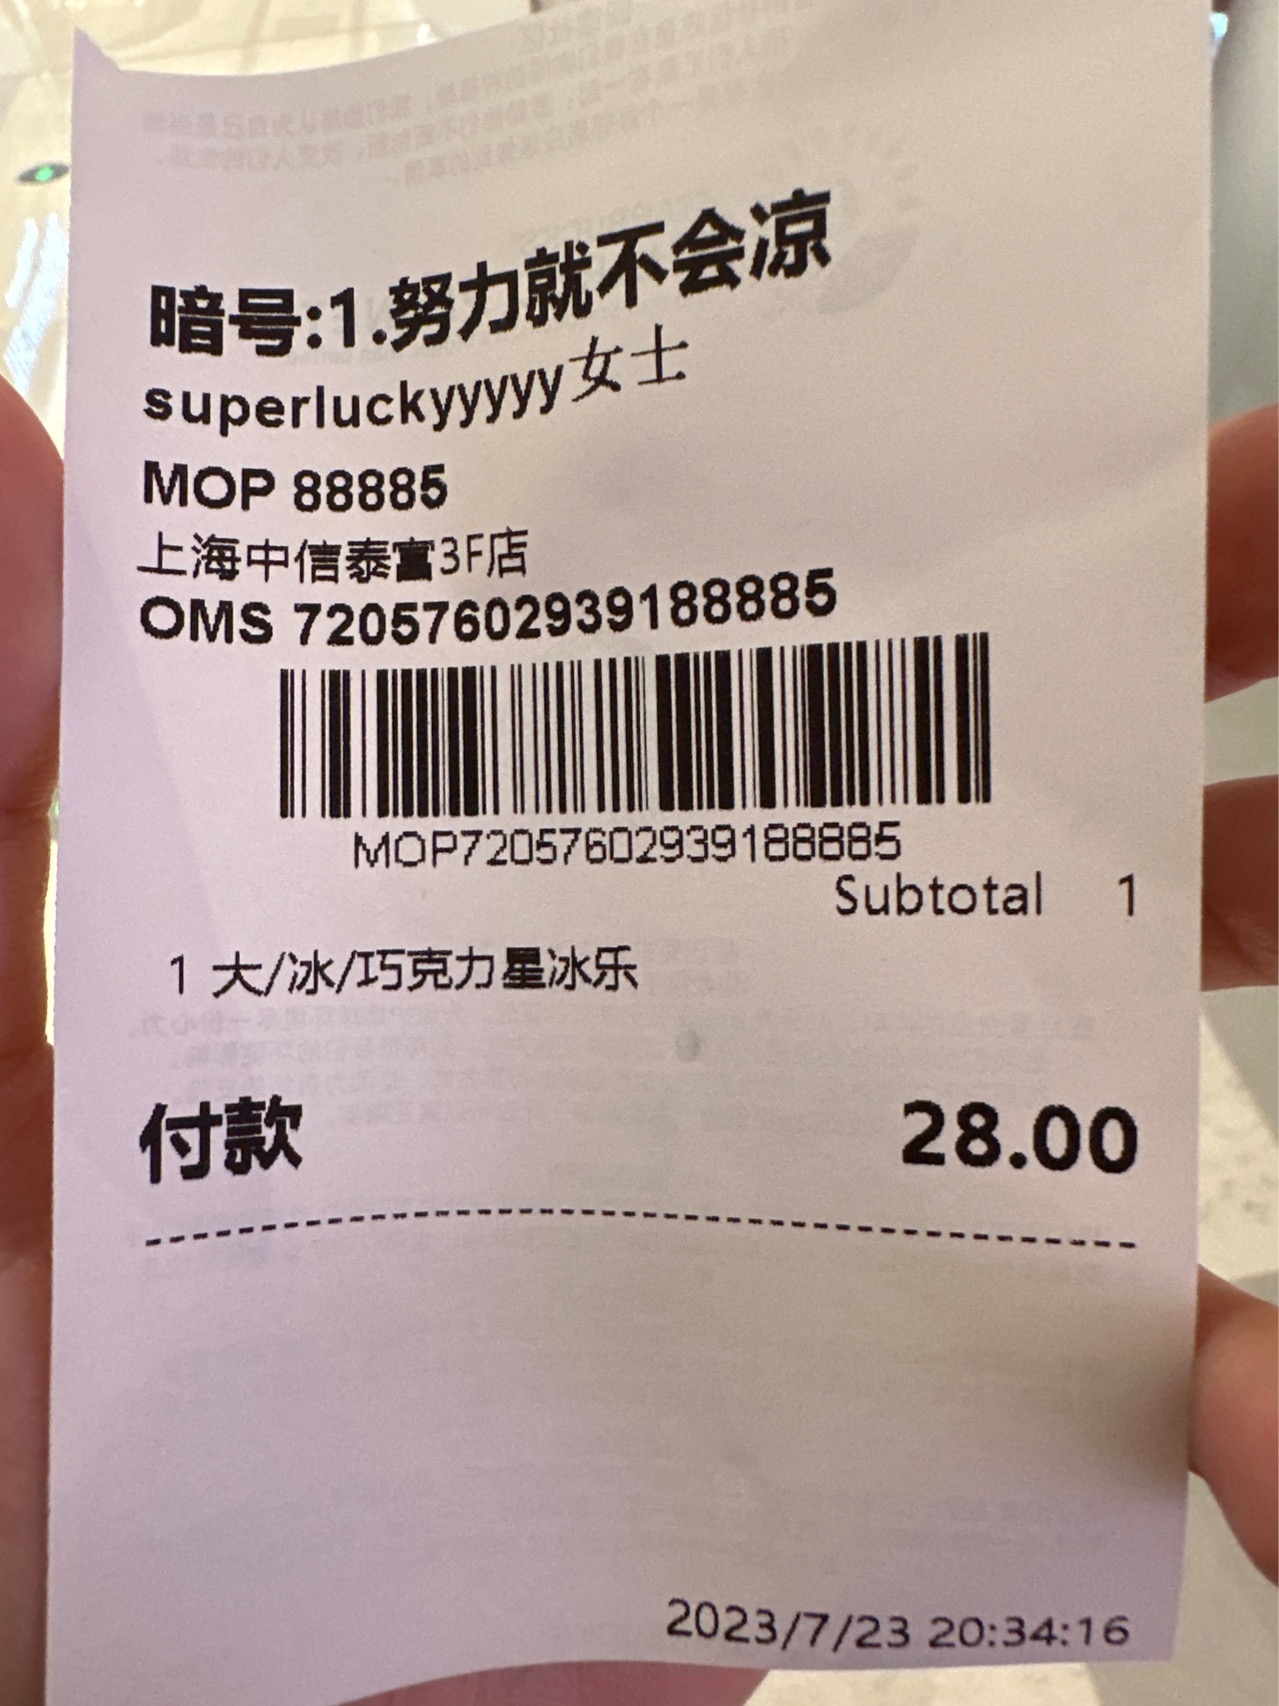 暗号:1.努力就不会凉
superluckyyyyy女士
MOP 88885
上海中信泰富3F店
OMS 72057602939188885
MOP72057602939188885
Subtotal 1
1 大/冰/巧克力星冰乐
付款 28.00
2023/7/23 20:34:16